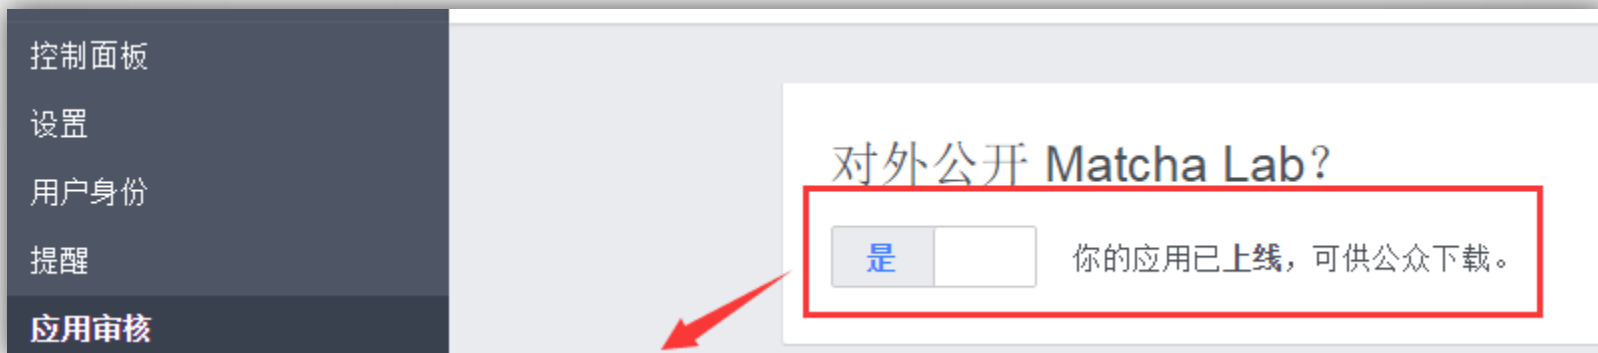 控制面板
设置
用户身份
提醒
应用审核
对外公开 Matcha Lab?
是
你的应用已上线，可供公众下载。